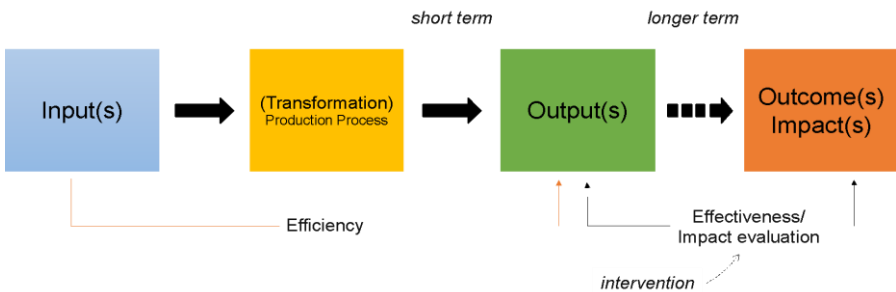 short term
longer term
Input(s)
(Transformation)
Production Process
Output(s)
Outcome(s)
Impact(s)
Efficiency
Effectiveness/
Impact evaluation
intervention